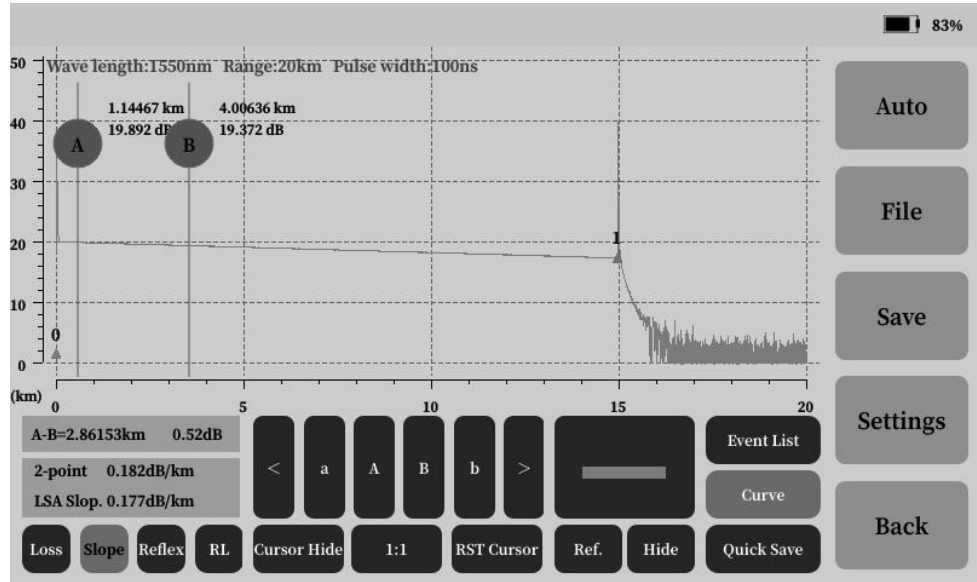 83%
Wave length:1550nm Range:20km Pulse width:100ns
50
40
30
20
10
0
1.14467 km
19.892 dB
4.00636 km
19.372 dB
A
B
0
1
(km)
0 5 10 15 20
A-B=2.86153km 0.52dB
2-point 0.182dB/km
LSA Slop. 0.177dB/km
< a A B b >
Event List
Curve
Loss Slope Reflex RL Cursor Hide 1:1 RST Cursor Ref. Hide Quick Save
Auto
File
Save
Settings
Back